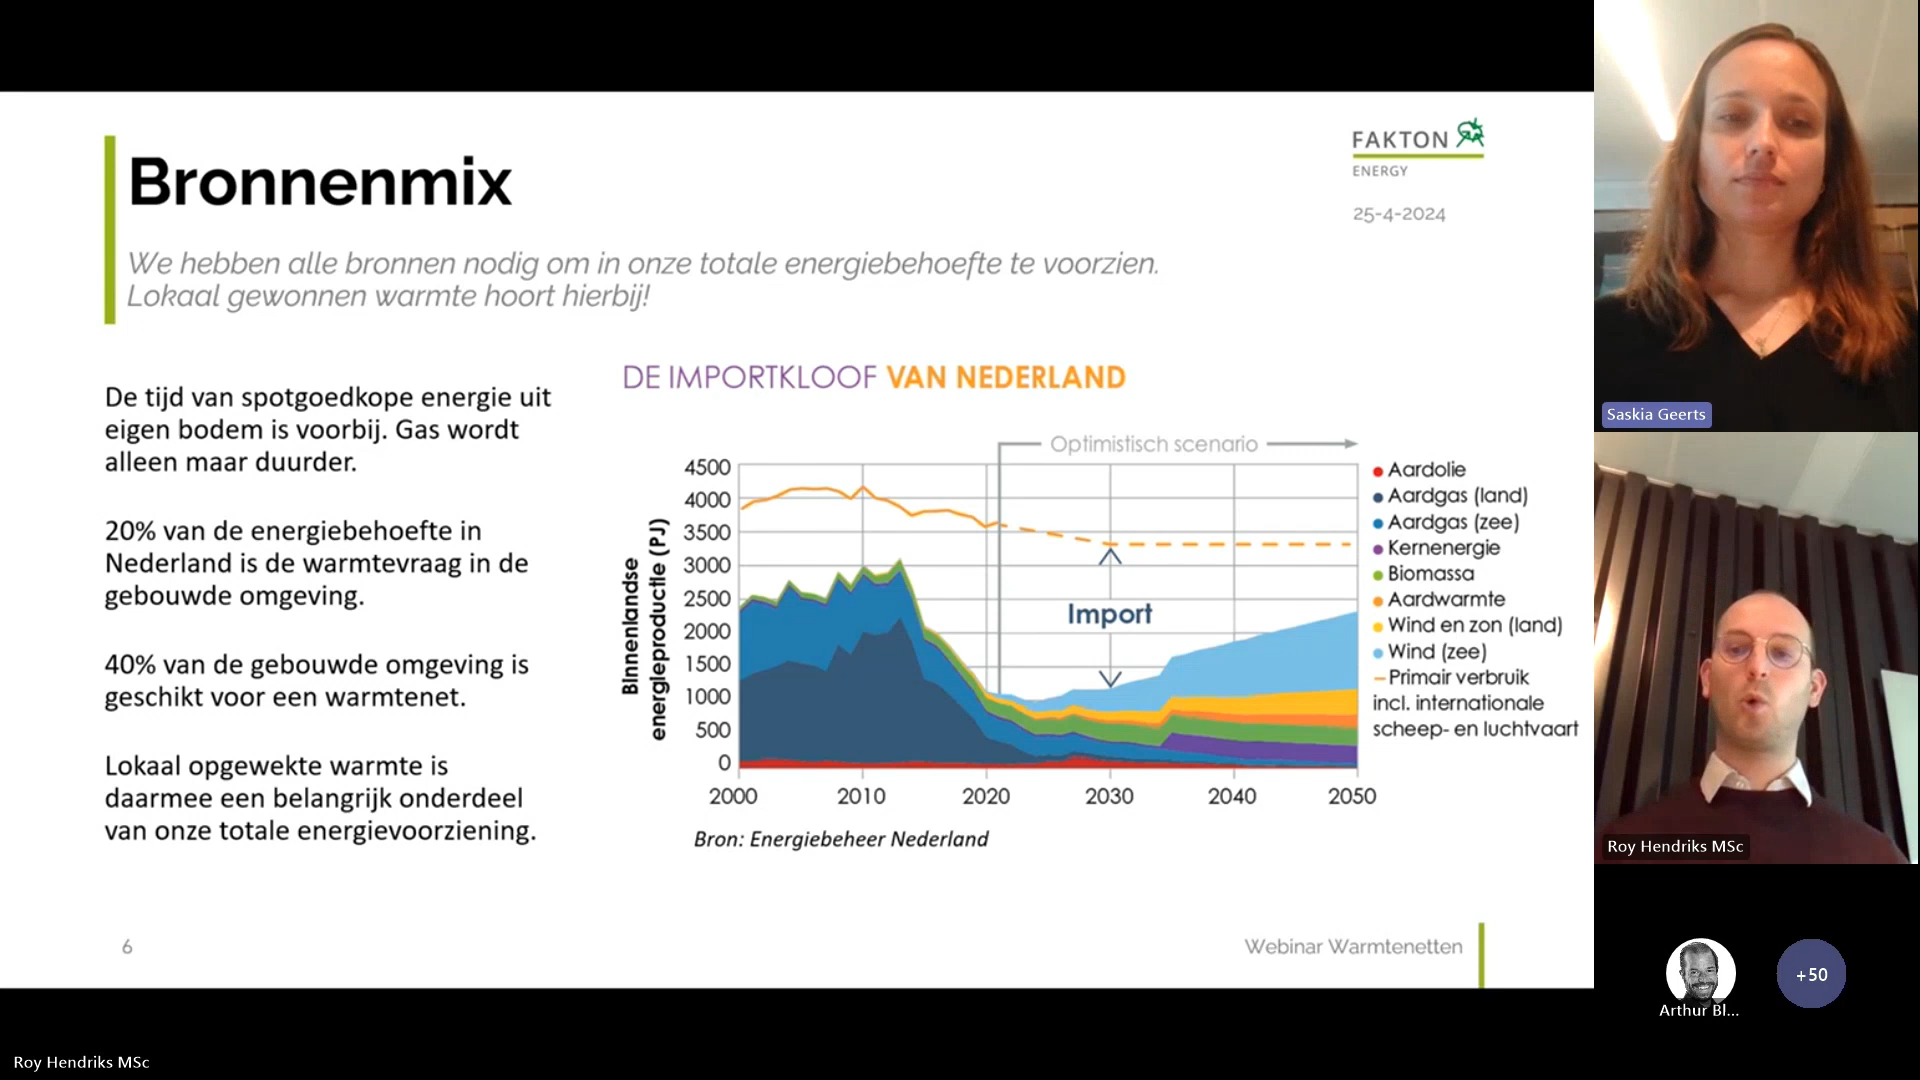 Bronnenmix
FAKTON
ENERGY
25-4-2024
We hebben alle bronnen nodig om in onze totale energiebehoefte te voorzien.
Lokaal gewonnen warmte hoort hierbij!
De tijd van spotgoedkope energie uit
eigen bodem is voorbij. Gas wordt
alleen maar duurder.
20% van de energiebehoefte in
Nederland is de warmtevraag in de
gebouwde omgeving.
40% van de gebouwde omgeving is
geschikt voor een warmtenet.
Lokaal opgewekte warmte is
daarmee een belangrijk onderdeel
van onze totale energievoorziening.
DE IMPORTKLOOF VAN NEDERLAND
Optimistisch scenario
Binnenlandse
energieproductie (PJ)
4500
4000
3500
3000
2500
2000
1500
1000
500
0
Import
2000 2010 2020 2030 2040 2050
Aardolie
Aardgas (land)
Aardgas (zee)
Kernenergie
Biomassa
Aardwarmte
Wind en zon (land)
Wind (zee)
Primair verbruik
incl. internationale
scheep- en luchtvaart
Bron: Energiebeheer Nederland
6
Webinar Warmtenetten
Saskia Geerts
Roy Hendriks MSc
Arthur Bl...
+50
Roy Hendriks MSc